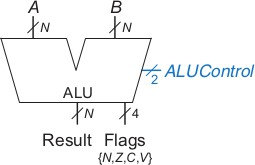 A B
N N
ALUControl
2
ALU
N 4
Result Flags
{N,Z,C,V}